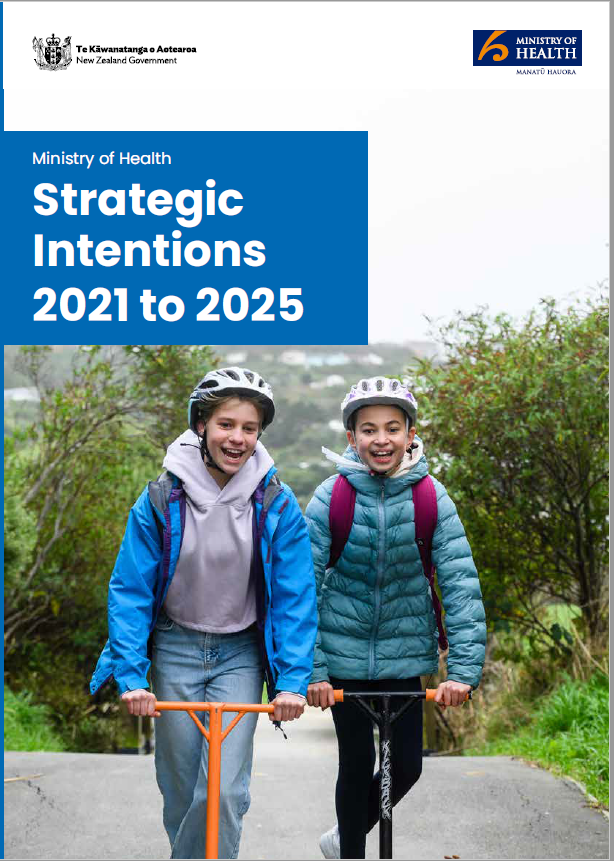 Te Kāwanatanga o Aotearoa
New Zealand Government
MINISTRY OF
HEALTH
MANATŪ HAUORA
Ministry of Health
Strategic
Intentions
2021 to 2025